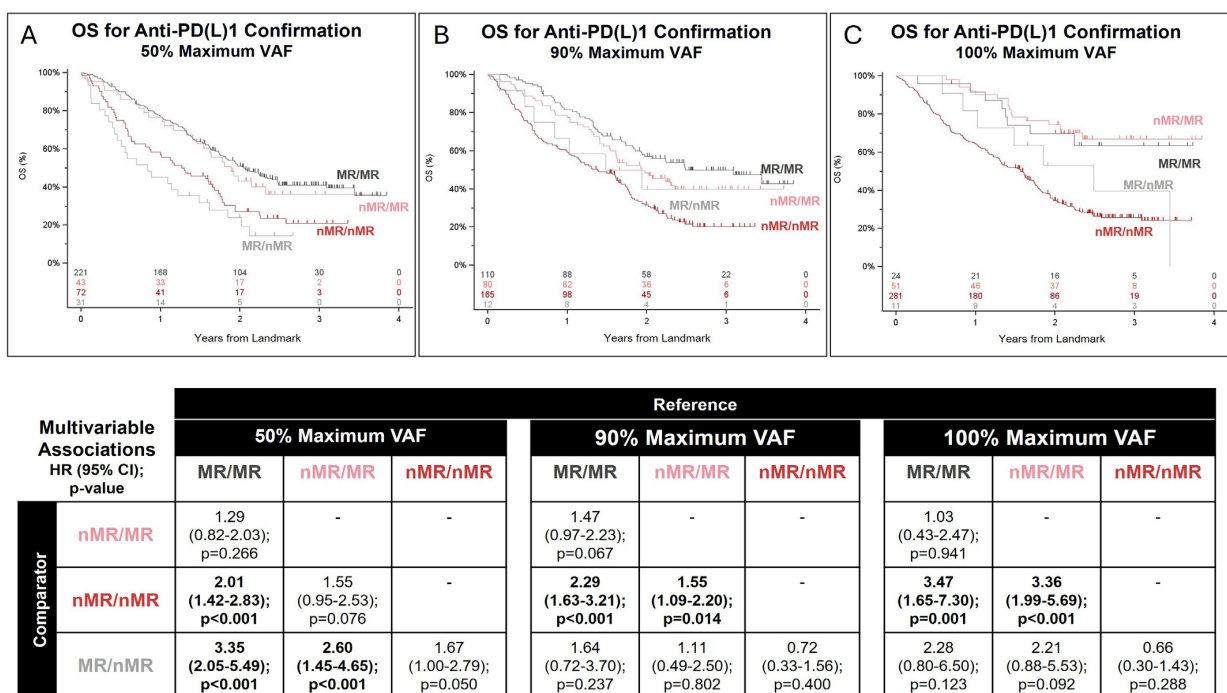 A
OS for Anti-PD(L)1 Confirmation
50% Maximum VAF
100%
80%
60%
40%
20%
0%
OS (%)
MR/MR
nMR/MR
nMR/nMR
MR/nMR
221 168 104 30 0
43 33 17 2 0
72 41 17 3 0
31 14 5 0 0
0 1 2 3 4
Years from Landmark
B
OS for Anti-PD(L)1 Confirmation
90% Maximum VAF
100%
80%
60%
40%
20%
0%
OS (%)
MR/MR
nMR/MR
MR/nMR
nMR/nMR
110 88 58 22 0
80 62 36 6 0
165 98 45 6 0
12 8 4 1 0
0 1 2 3 4
Years from Landmark
C
OS for Anti-PD(L)1 Confirmation
100% Maximum VAF
100%
80%
60%
40%
20%
0%
OS (%)
nMR/MR
MR/MR
MR/nMR
nMR/nMR
24 21 16 5 0
51 46 37 8 0
281 180 86 19 0
11 9 4 3 0
0 1 2 3 4
Years from Landmark
Multivariable
Associations
HR (95% CI);
p-value
Reference
50% Maximum VAF 90% Maximum VAF 100% Maximum VAF
MR/MR nMR/MR nMR/nMR MR/MR nMR/MR nMR/nMR MR/MR nMR/MR nMR/nMR
Comparator
nMR/MR
1.29 - - 1.47 - - 1.03 - -
(0.82-2.03); (0.97-2.23); (0.43-2.47);
p=0.266 p=0.067 p=0.941
nMR/nMR
2.01 1.55 - 2.29 1.55 - 3.47 3.36 -
(1.42-2.83); (0.95-2.53); (1.63-3.21); (1.09-2.20); (1.65-7.30); (1.99-5.69);
p<0.001 p=0.076 p<0.001 p=0.014 p=0.001 p<0.001
MR/nMR
3.35 2.60 1.67 1.64 1.11 0.72 2.28 2.21 0.66
(2.05-5.49); (1.45-4.65); (1.00-2.79); (0.72-3.70); (0.49-2.50); (0.33-1.56); (0.80-6.50); (0.88-5.53); (0.30-1.43);
p<0.001 p<0.001 p=0.050 p=0.237 p=0.802 p=0.400 p=0.123 p=0.092 p=0.288